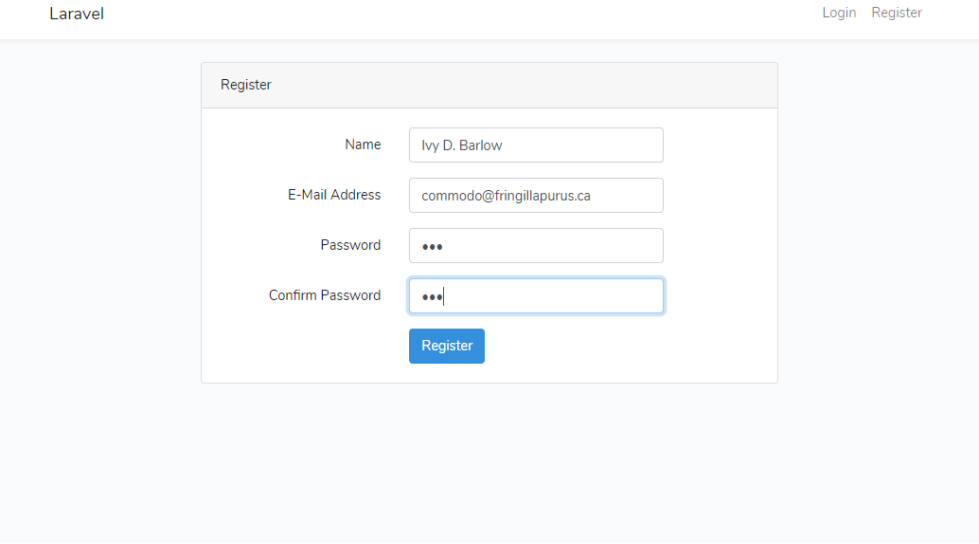 Laravel Login Register
Register
Name Ivy D. Barlow
E-Mail Address commodo@fringillapurus.ca
Password •••
Confirm Password •••
Register